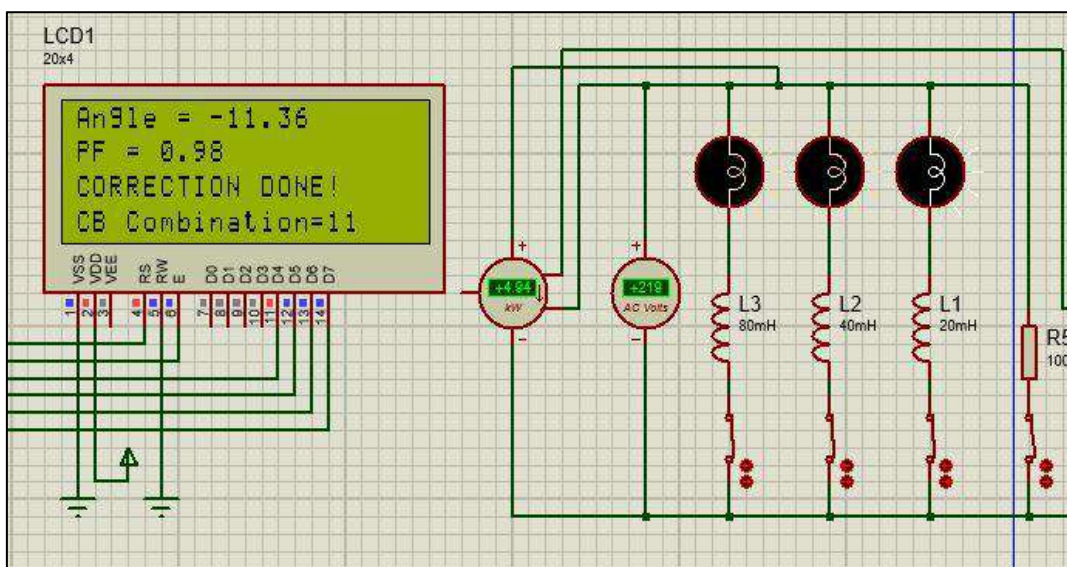 LCD1
20x4
Angle = -11.36
PF = 0.98
CORRECTION DONE!
CB Combination=11
VSS
VDD
VEE
RS
RW
E
D0
D1
D2
D3
D4
D5
D6
D7
1
2
3
4
5
6
7
8
9
10
11
12
13
14
+
+4.94
kW
−
+
+219
AC Volts
−
L3
80mH
L2
40mH
L1
20mH
R5
100